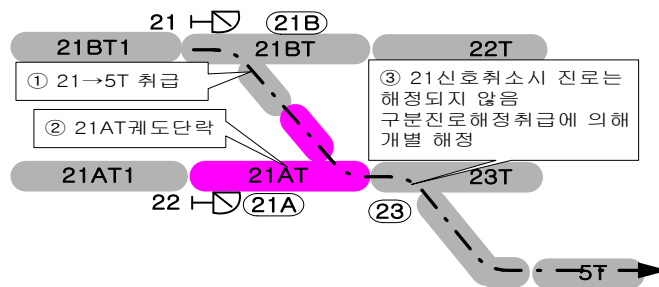 21
21B
21BT1
21BT
22T
① 21→5T 취급
③ 21신호취소시 진로는
해정되지 않음
구분진로해정취급에 의해
개별 해정
② 21AT궤도단락
21AT1
21AT
23T
22
21A
23
5T